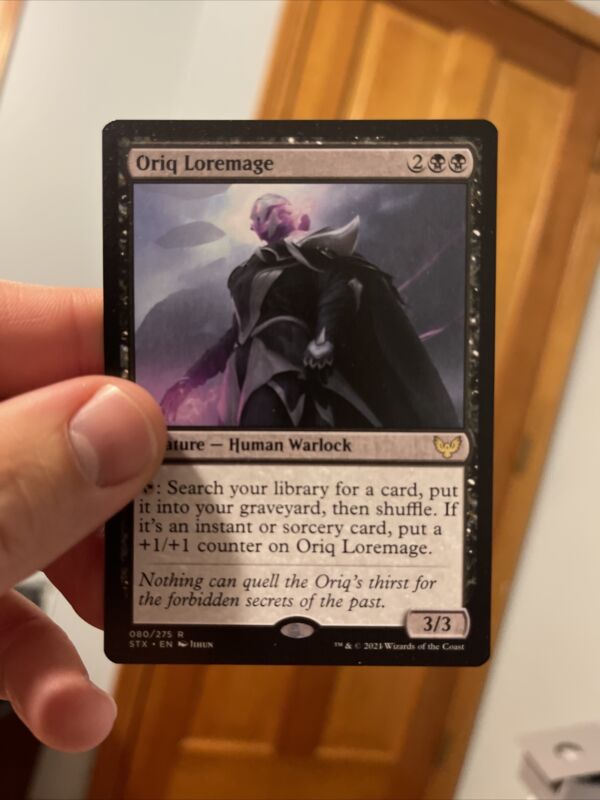 Oriq Loremage 2
ature — Human Warlock
: Search your library for a card, put
it into your graveyard, then shuffle. If
it's an instant or sorcery card, put a
+1/+1 counter on Oriq Loremage.
Nothing can quell the Oriq's thirst for
the forbidden secrets of the past.
3/3
080/275 R
STX • EN Iihun
™ & © 2021 Wizards of the Coast